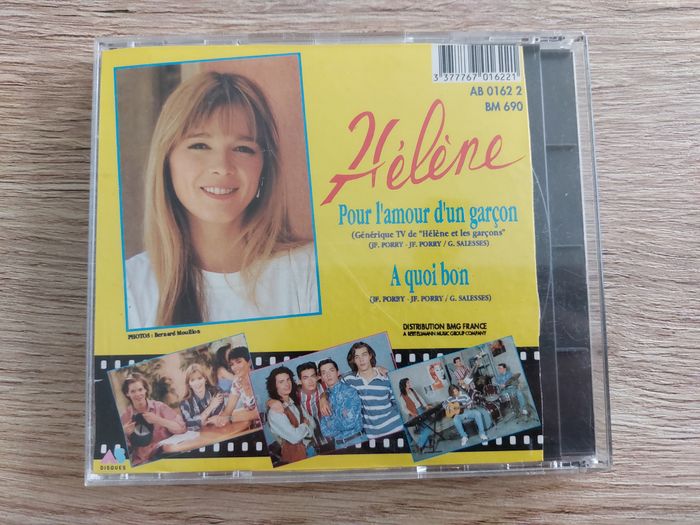 3 377767 016221
AB 0162 2
BM 690
Hélène
Pour l'amour d'un garçon
(Générique TV de "Hélène et les garçons"
(JF. PORRY - JF. PORRY / G. SALESSES)
A quoi bon
(JF. PORRY - JF. PORRY / G. SALESSES)
PHOTOS : Bernard Mouillon
DISTRIBUTION BMG FRANCE
A BERTELSMANN MUSIC GROUP COMPANY
AB
DISQUES